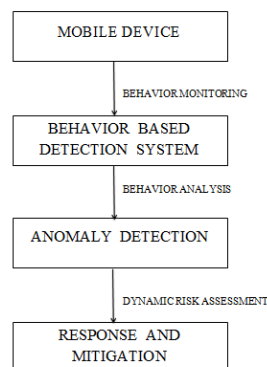 MOBILE DEVICE
BEHAVIOR MONITORING
BEHAVIOR BASED
DETECTION SYSTEM
BEHAVIOR ANALYSIS
ANOMALY DETECTION
DYNAMIC RISK ASSESSMENT
RESPONSE AND
MITIGATION